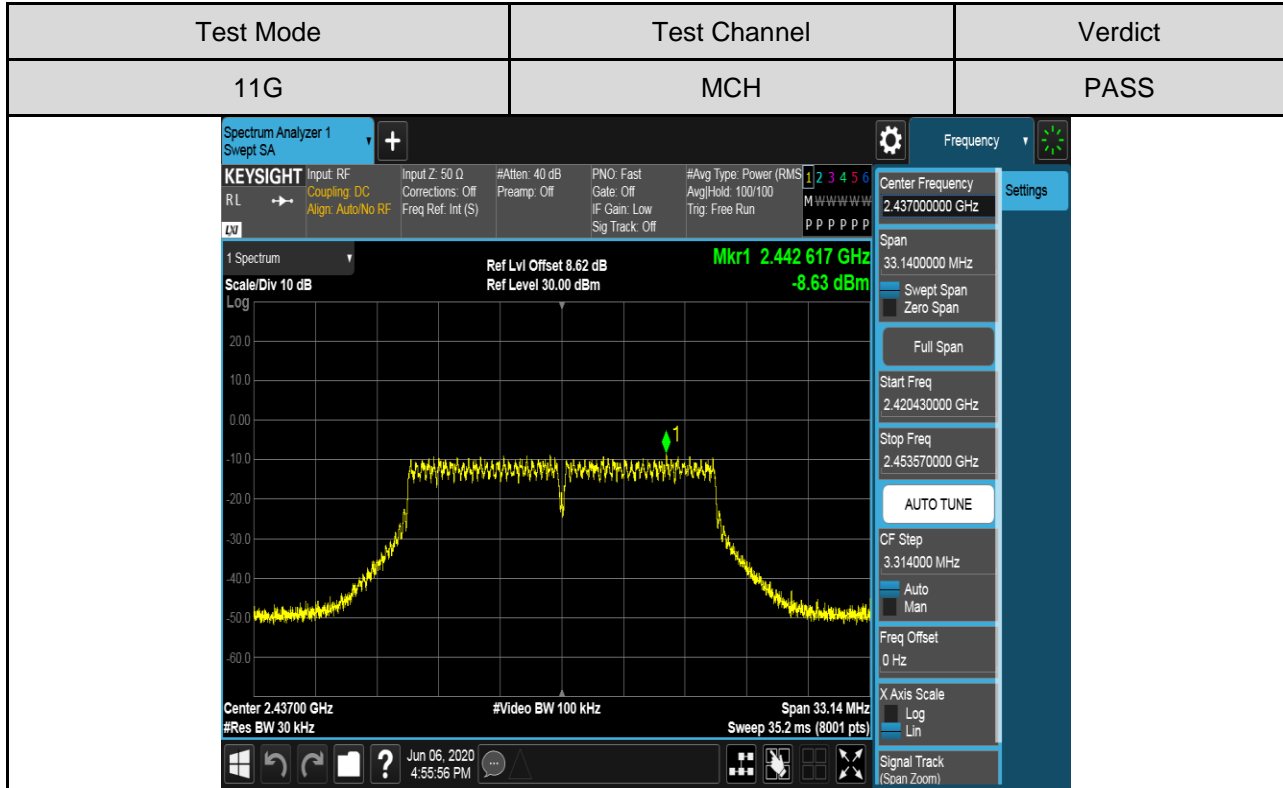 Test Mode Test Channel Verdict
11G MCH PASS
Spectrum Analyzer 1
Swept SA
+
Frequency
KEYSIGHT
RL
LXI
Input: RF
Coupling: DC
Align: Auto/No RF
Input Z: 50 Ω
Corrections: Off
Freq Ref: Int (S)
#Atten: 40 dB
Preamp: Off
PNO: Fast
Gate: Off
IF Gain: Low
Sig Track: Off
#Avg Type: Power (RMS
Avg|Hold: 100/100
Trig: Free Run
1 2 3 4 5 6
M W W W W W
P P P P P P
1 Spectrum
Scale/Div 10 dB
Ref Lvl Offset 8.62 dB
Ref Level 30.00 dBm
Mkr1 2.442 617 GHz
-8.63 dBm
Log
20.0
10.0
0.00
-10.0
-20.0
-30.0
-40.0
-50.0
-60.0
1
Center 2.43700 GHz
#Res BW 30 kHz
#Video BW 100 kHz
Span 33.14 MHz
Sweep 35.2 ms (8001 pts)
?
Jun 06, 2020
4:55:56 PM
Center Frequency
2.437000000 GHz
Span
33.1400000 MHz
Swept Span
Zero Span
Full Span
Start Freq
2.420430000 GHz
Stop Freq
2.453570000 GHz
AUTO TUNE
CF Step
3.314000 MHz
Auto
Man
Freq Offset
0 Hz
X Axis Scale
Log
Lin
Signal Track
(Span Zoom)
Settings